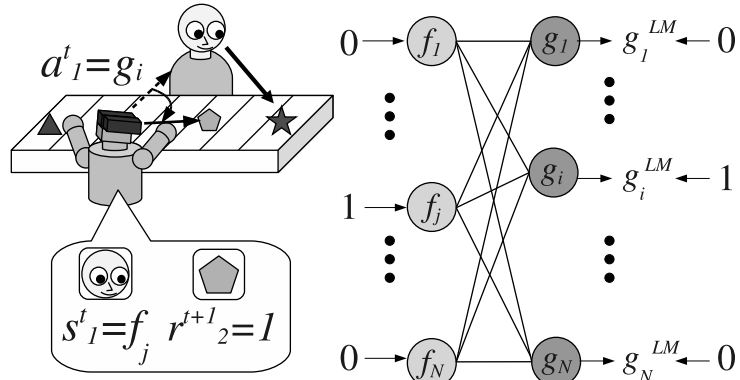 a^t_1=g_i
s^t_1=f_j r^{t+1}_2=1
0 f_1 g_1 g_1^{LM} 0
1 f_j g_i g_i^{LM} 1
0 f_N g_N g_N^{LM} 0